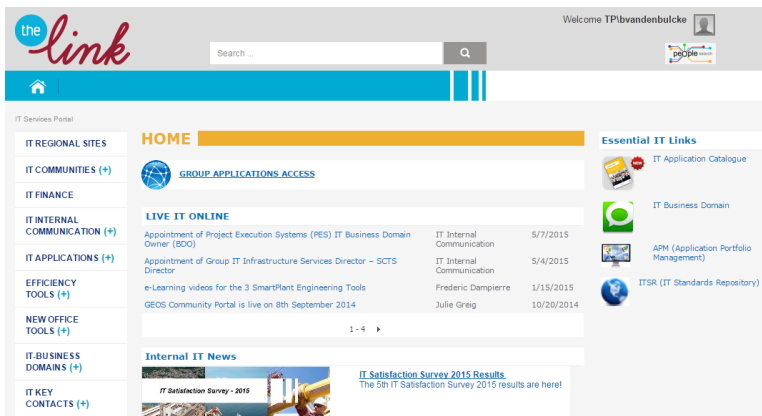 the link
Welcome TP\bvandenbulcke
Search ...
people search
IT Services Portal
IT REGIONAL SITES
IT COMMUNITIES (+)
IT FINANCE
IT INTERNAL
COMMUNICATION (+)
IT APPLICATIONS (+)
EFFICIENCY
TOOLS (+)
NEW OFFICE
TOOLS (+)
IT-BUSINESS
DOMAINS (+)
IT KEY
CONTACTS (+)
HOME
GROUP APPLICATIONS ACCESS
LIVE IT ONLINE
Appointment of Project Execution Systems (PES) IT Business Domain IT Internal 5/7/2015
Owner (BDO) Communication
Appointment of Group IT Infrastructure Services Director – SCTS IT Internal 5/4/2015
Director Communication
e-Learning videos for the 3 SmartPlant Engineering Tools Frederic Dampierre 1/15/2015
GEOS Community Portal is live on 8th September 2014 Julie Greig 10/20/2014
1 - 4
Internal IT News
IT Satisfaction Survey - 2015
IT Satisfaction Survey 2015 Results
The 5th IT Satisfaction Survey 2015 results are here!
Essential IT Links
NEW
IT Application Catalogue
IT Business Domain
APM (Application Portfolio
Management)
ITSR (IT Standards Repository)